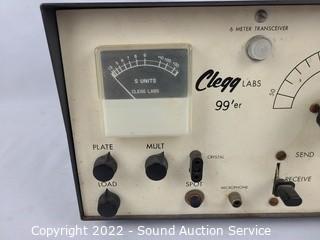 6 METER TRANSCEIVER
Clegg LABS
99'er
S UNITS
CLEGG LABS
50
PLATE
MULT
CRYSTAL
SEND
RECEIVE
LOAD
SPOT
MICROPHONE
Copyright 2022 - Sound Auction Service